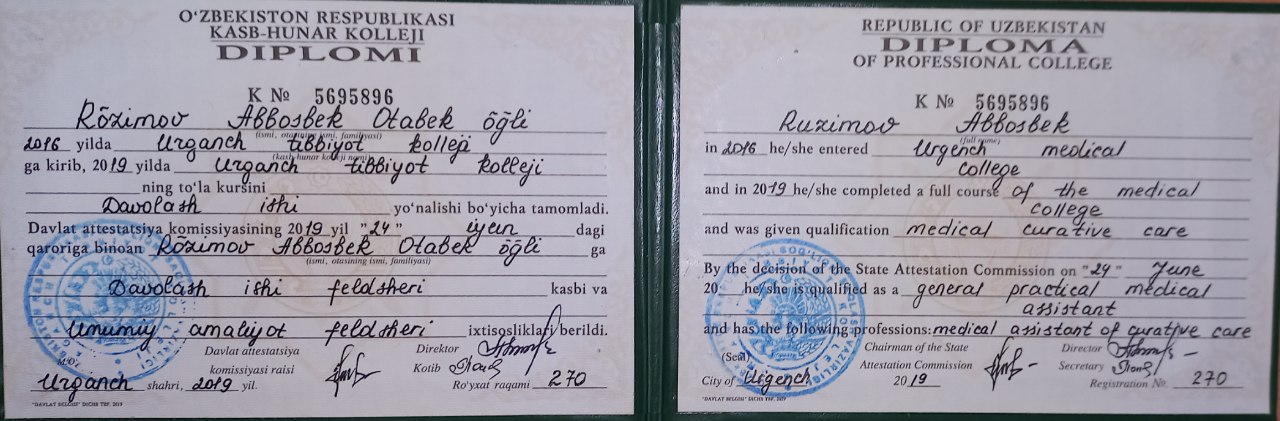 O‘ZBEKISTON RESPUBLIKASI
KASB-HUNAR KOLLEJI
DIPLOMI
K № 5695896
Rõzimov Abbosbek Otabek õğli
(ismi, otasining ismi, familiyasi)
2016 yilda Urganch tibbiyot kolleji
(kasb-hunar kolleji nomi)
ga kirib, 2019 yilda Urganch tibbiyot kolleji
ning to‘la kursini
Davolash ishi yo‘nalishi bo‘yicha tamomladi.
Davlat attestatsiya komissiyasining 2019 yil "24" iyun dagi
qaroriga binoan Rõzimov Abbosbek Otabek õğli ga
(ismi, otasining ismi, familiyasi)
Davolash ishi feldsheri kasbi va
Umumiy amaliyot feldsheri ixtisosliklari berildi.
M.O‘. Davlat attestatsiya komissiyasi raisi
Direktor
Kotib
Urganch shahri, 2019 yil. Ro‘yxat raqami 270
"DAVLAT BELGISI" DICHB TBF. 2019
REPUBLIC OF UZBEKISTAN
DIPLOMA
OF PROFESSIONAL COLLEGE
K № 5695896
Ruzimov Abbosbek
(full name)
in 2016 he/she entered Urgench medical
college
and in 2019 he/she completed a full course of the medical
college
and was given qualification medical curative care
By the decision of the State Attestation Commission on "24" June
20 he/she is qualified as a general practical medical
assistant
and has the following professions: medical assistant of curative care
(Seal) Chairman of the State
Attestation Commission
Director
Secretary
City of Urgench 2019 Registration № 270
"DAVLAT BELGISI" DICHB TBF. 2019